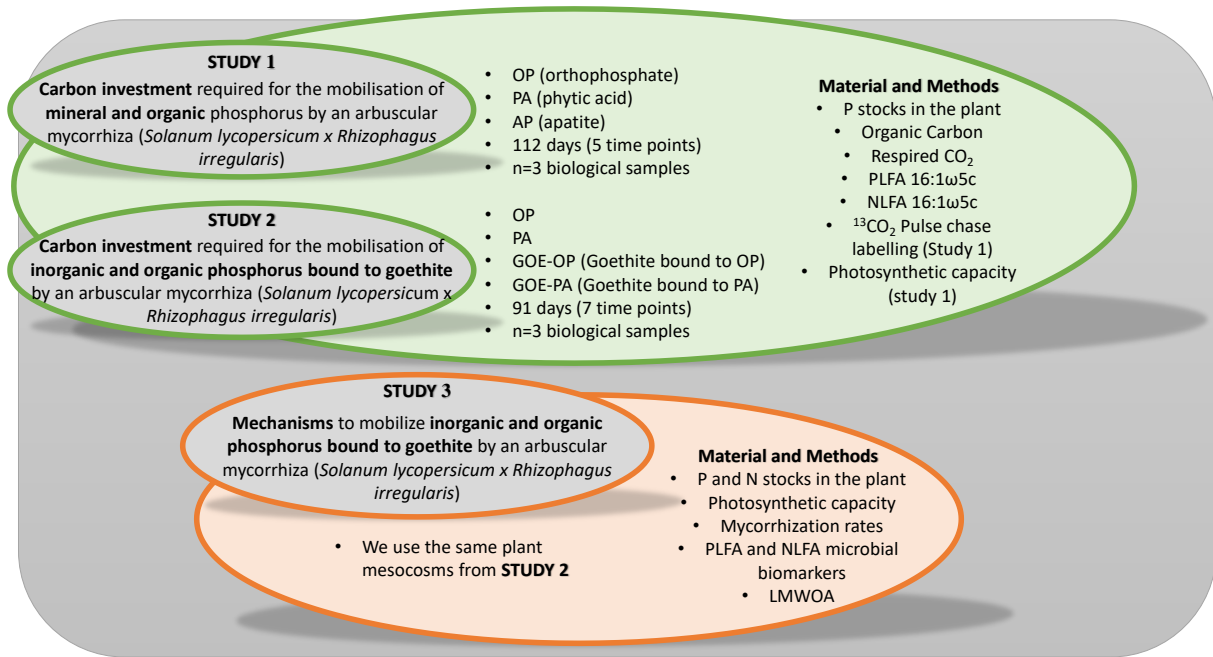 STUDY 1
Carbon investment required for the mobilisation of
mineral and organic phosphorus by an arbuscular
mycorrhiza (Solanum lycopersicum x Rhizophagus
irregularis)
• OP (orthophosphate)
• PA (phytic acid)
• AP (apatite)
• 112 days (5 time points)
• n=3 biological samples
STUDY 2
Carbon investment required for the mobilisation of
inorganic and organic phosphorus bound to goethite
by an arbuscular mycorrhiza (Solanum lycopersicum x
Rhizophagus irregularis)
• OP
• PA
• GOE-OP (Goethite bound to OP)
• GOE-PA (Goethite bound to PA)
• 91 days (7 time points)
• n=3 biological samples
Material and Methods
• P stocks in the plant
• Organic Carbon
• Respired CO₂
• PLFA 16:1ω5c
• NLFA 16:1ω5c
• ¹³CO₂ Pulse chase
labelling (Study 1)
• Photosynthetic capacity
(study 1)
STUDY 3
Mechanisms to mobilize inorganic and organic
phosphorus bound to goethite by an arbuscular
mycorrhiza (Solanum lycopersicum x Rhizophagus
irregularis)
• We use the same plant
mesocosms from STUDY 2
Material and Methods
• P and N stocks in the plant
• Photosynthetic capacity
• Mycorrhization rates
• PLFA and NLFA microbial
biomarkers
• LMWOA